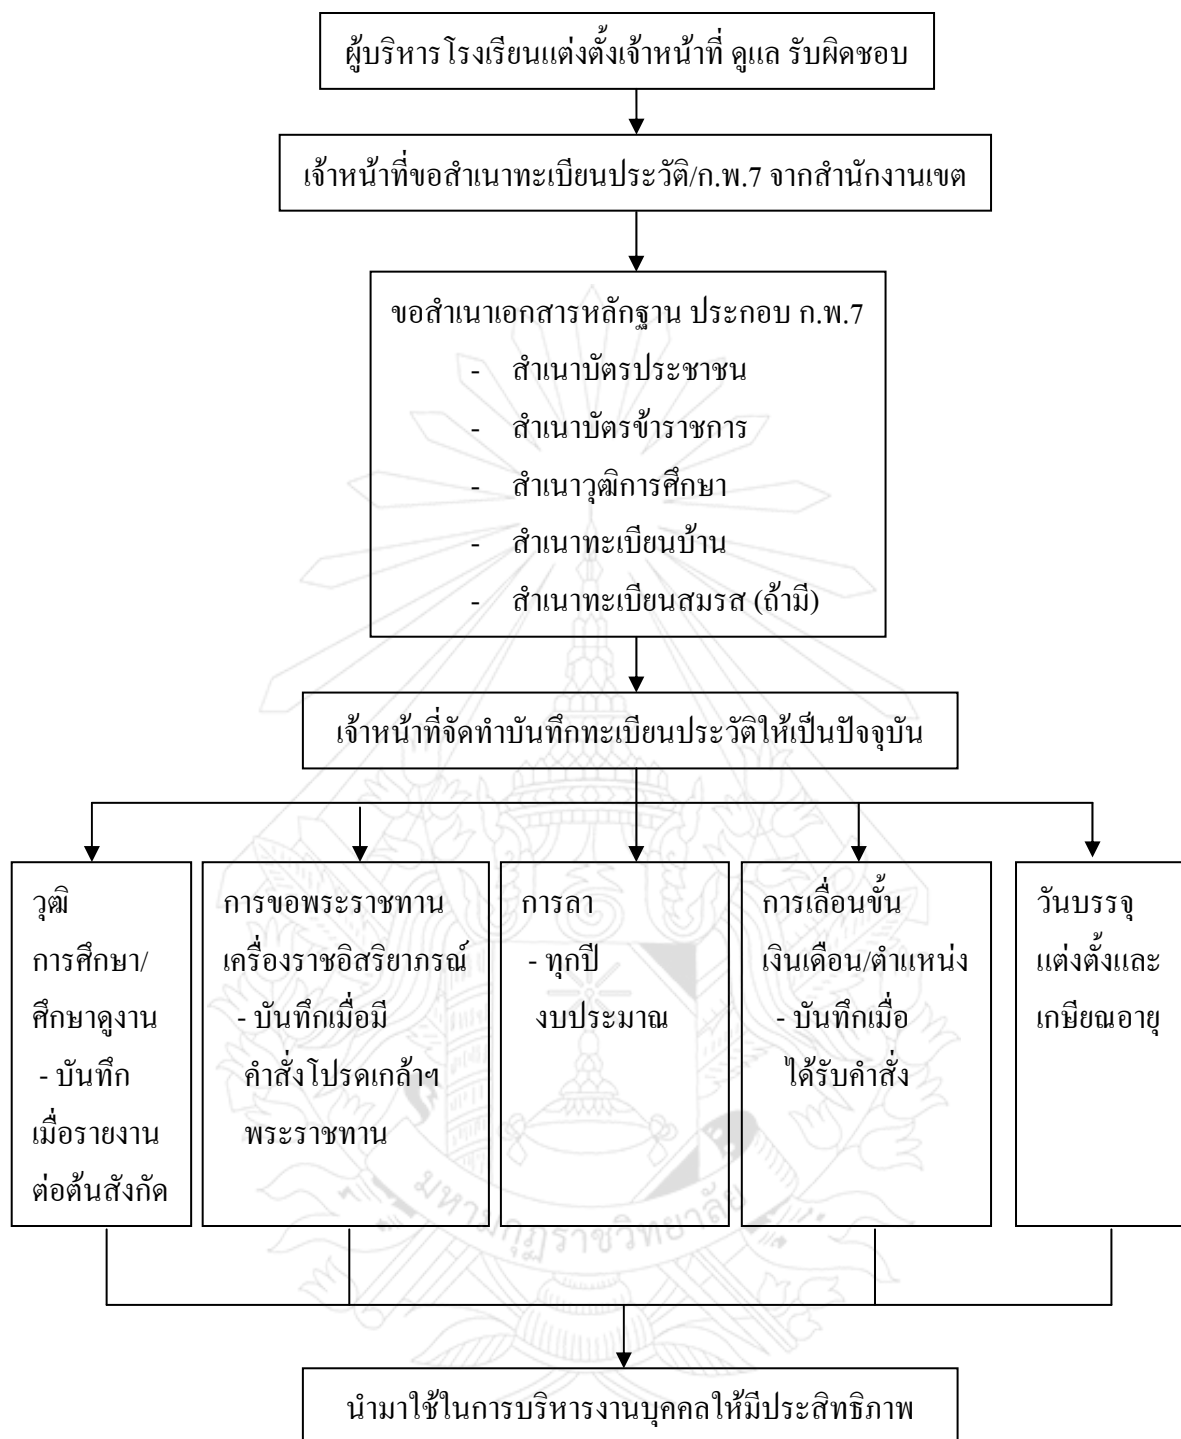 ผู้บริหารโรงเรียนแต่งตั้งเจ้าหน้าที่ ดูแล รับผิดชอบ
เจ้าหน้าที่ขอสำเนาทะเบียนประวัติ/ก.พ.7 จากสำนักงานเขต
ขอสำเนาเอกสารหลักฐาน ประกอบ ก.พ.7
- สำเนาบัตรประชาชน
- สำเนาบัตรข้าราชการ
- สำเนาวุฒิการศึกษา
- สำเนาทะเบียนบ้าน
- สำเนาทะเบียนสมรส (ถ้ามี)
เจ้าหน้าที่จัดทำบันทึกทะเบียนประวัติให้เป็นปัจจุบัน
วุฒิ
การศึกษา/
ศึกษาดูงาน
- บันทึก
เมื่อรายงาน
ต่อต้นสังกัด
การขอพระราชทาน
เครื่องราชอิสริยาภรณ์
- บันทึกเมื่อมี
คำสั่งโปรดเกล้าฯ
พระราชทาน
การลา
- ทุกปี
งบประมาณ
การเลื่อนขั้น
เงินเดือน/ตำแหน่ง
- บันทึกเมื่อ
ได้รับคำสั่ง
วันบรรจุ
แต่งตั้งและ
เกษียณอายุ
มหามกุฏราชวิทยาลัย
นำมาใช้ในการบริหารงานบุคคลให้มีประสิทธิภาพ